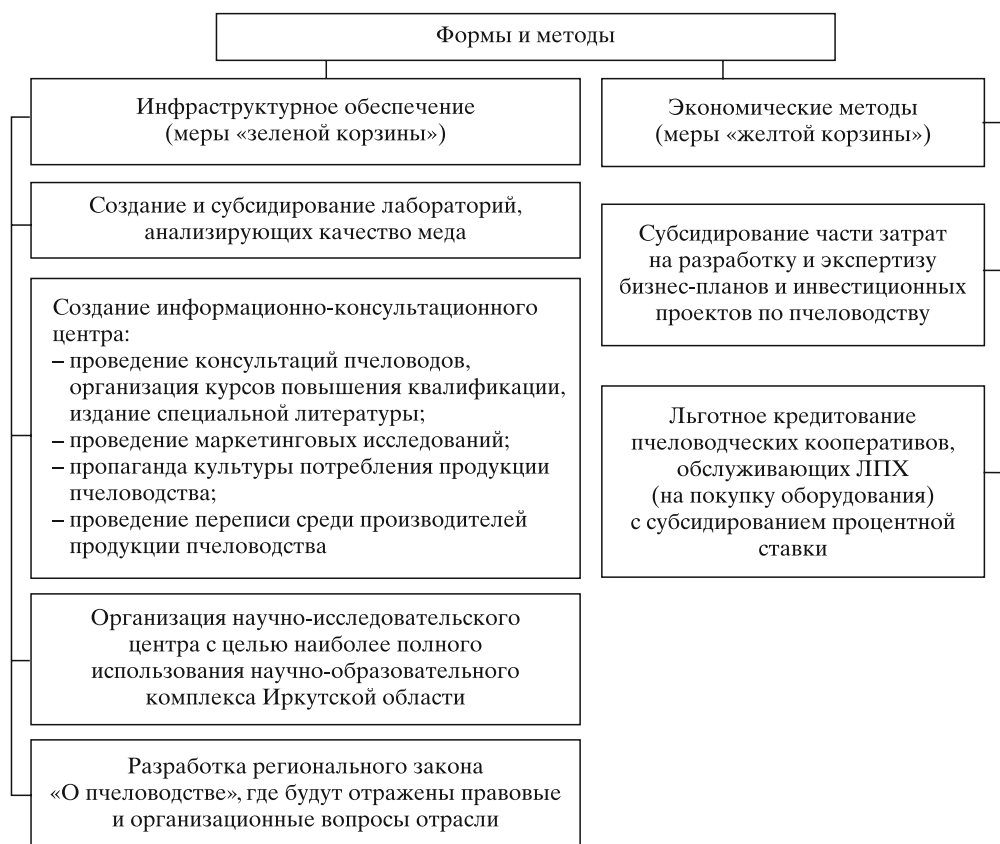 Формы и методы
Инфраструктурное обеспечение
(меры «зеленой корзины»)
Создание и субсидирование лабораторий,
анализирующих качество меда
Создание информационно-консультационного
центра:
– проведение консультаций пчеловодов,
организация курсов повышения квалификации,
издание специальной литературы;
– проведение маркетинговых исследований;
– пропаганда культуры потребления продукции
пчеловодства;
– проведение переписи среди производителей
продукции пчеловодства
Организация научно-исследовательского
центра с целью наиболее полного
использования научно-образовательного
комплекса Иркутской области
Разработка регионального закона
«О пчеловодстве», где будут отражены правовые
и организационные вопросы отрасли
Экономические методы
(меры «желтой корзины»)
Субсидирование части затрат
на разработку и экспертизу
бизнес-планов и инвестиционных
проектов по пчеловодству
Льготное кредитование
пчеловодческих кооперативов,
обслуживающих ЛПХ
(на покупку оборудования)
с субсидированием процентной
ставки